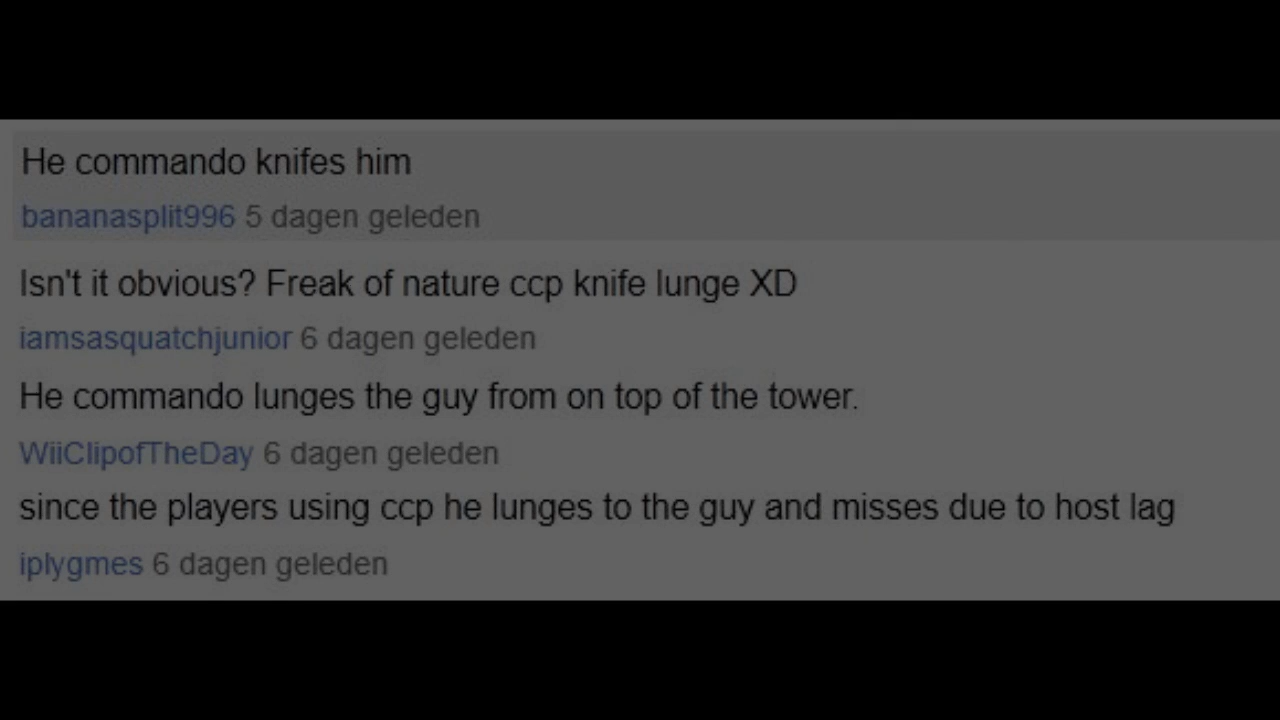 He commando knifes him
bananasplit996 5 dagen geleden
Isn't it obvious? Freak of nature ccp knife lunge XD
iamsasquatchjunior 6 dagen geleden
He commando lunges the guy from on top of the tower.
WiiClipofTheDay 6 dagen geleden
since the players using ccp he lunges to the guy and misses due to host lag
iplygmes 6 dagen geleden